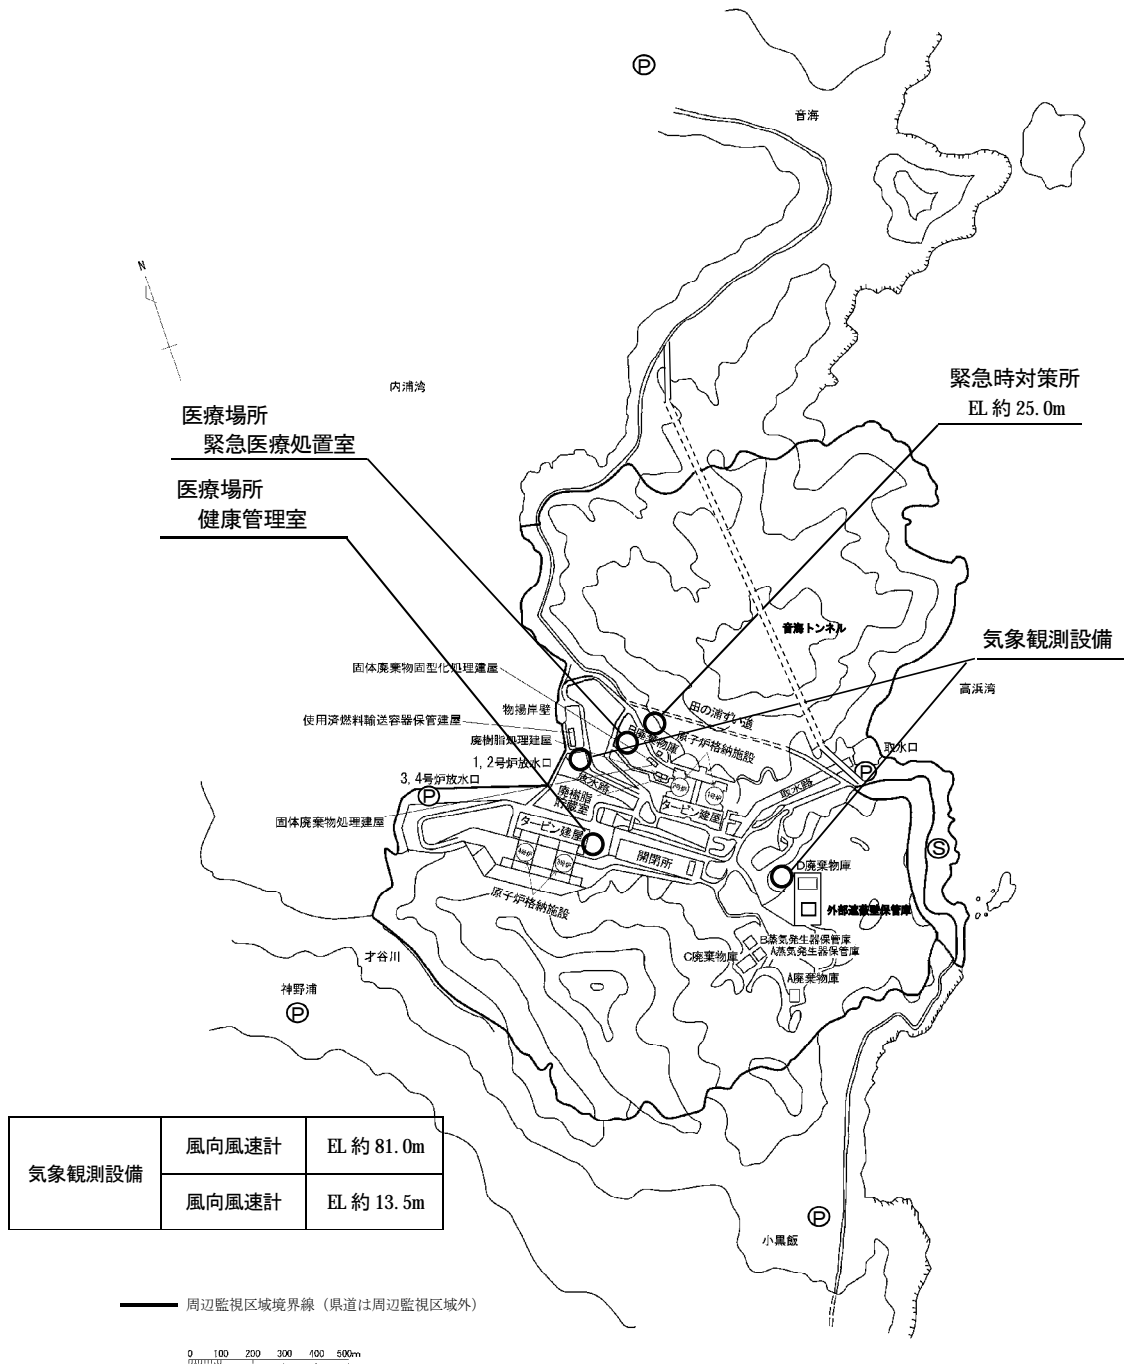 Ⓟ
音海
N
内浦湾
緊急時対策所
EL 約 25.0m
医療場所
緊急医療処置室
医療場所
健康管理室
音海トンネル
気象観測設備
高浜湾
固体廃棄物固型化処理建屋
物揚岸壁
田の浦ずい道
使用済燃料輸送容器保管建屋
B廃棄物庫
原子炉格納施設
廃樹脂処理建屋
取水口
1,2号炉放水口
Ⓟ
3,4号炉放水口
Ⓟ
放水路
取水路
廃樹脂
貯蔵室
タービン建屋
固体廃棄物処理建屋
タービン建屋
開閉所
Ⓢ
D廃棄物庫
原子炉格納施設
外部遮蔽壁保管庫
B蒸気発生器保管庫
A蒸気発生器保管庫
C廃棄物庫
才谷川
A廃棄物庫
神野浦
Ⓟ
気象観測設備
風向風速計
EL 約 81.0m
風向風速計
EL 約 13.5m
Ⓟ
小黒飯
周辺監視区域境界線（県道は周辺監視区域外）
0 100 200 300 400 500m